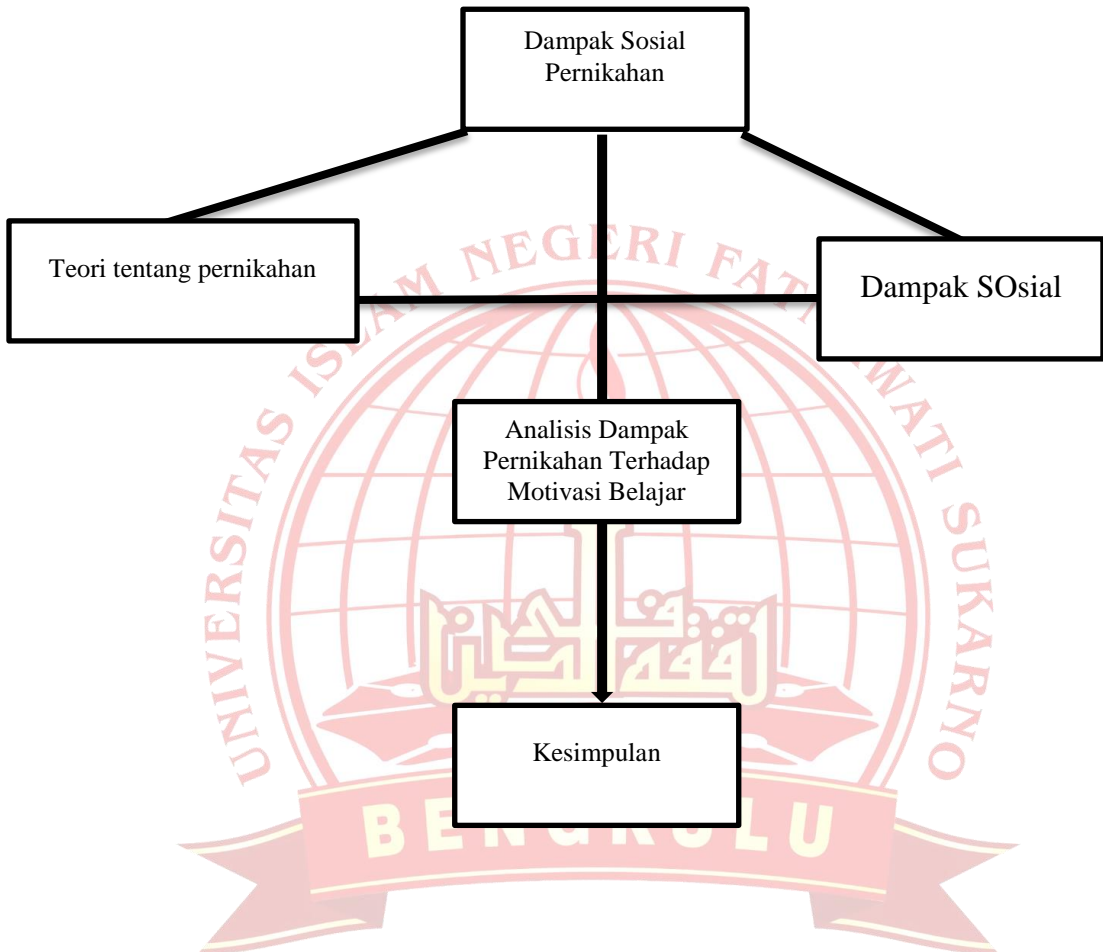 Dampak Sosial
Pernikahan
Teori tentang pernikahan
Dampak SOsial
Analisis Dampak
Pernikahan Terhadap
Motivasi Belajar
Kesimpulan
UNIVERSITAS ISLAM NEGERI SUKARNO
BENGKULU